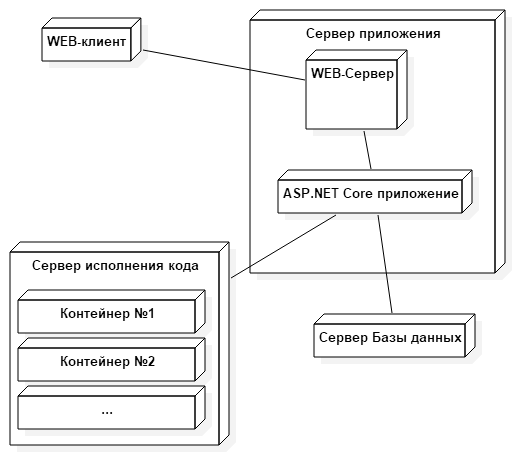 WEB-клиент
Сервер приложения
WEB-Сервер
ASP.NET Core приложение
Сервер исполнения кода
Контейнер №1
Контейнер №2
...
Сервер Базы данных